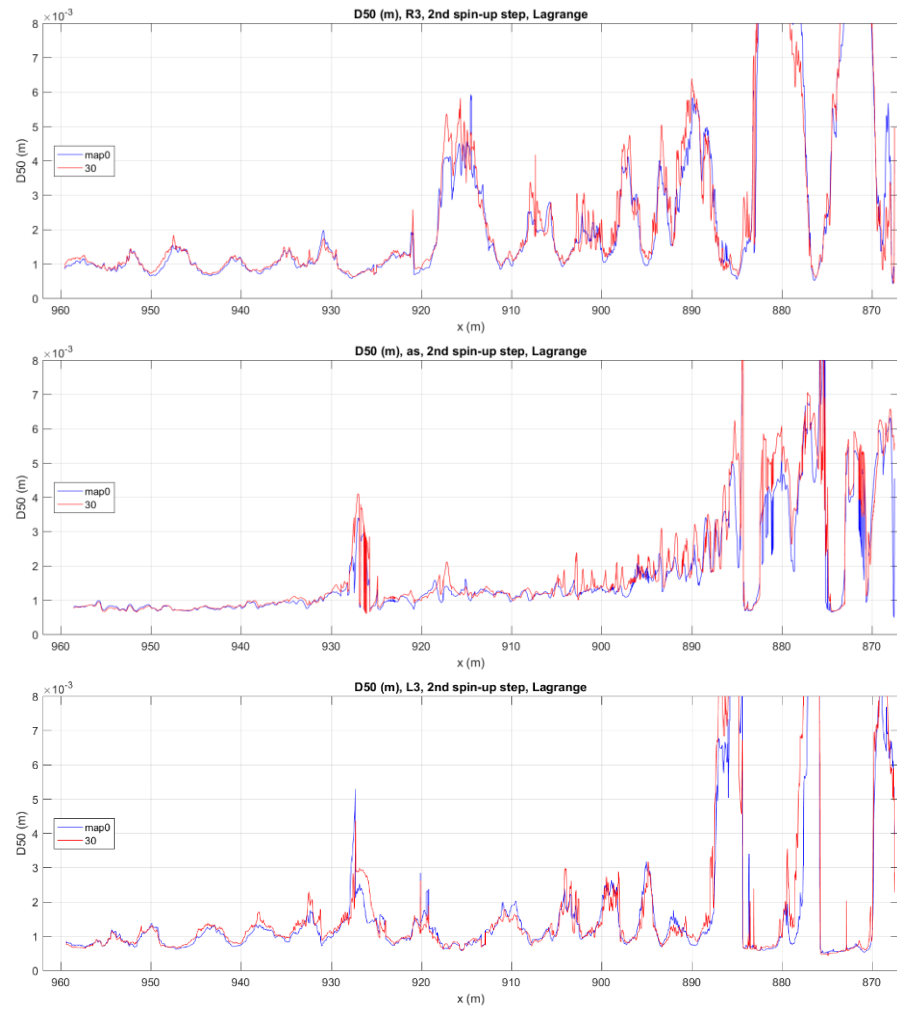 D50 (m), R3, 2nd spin-up step, Lagrange
×10⁻³
8
7
6
5
4
3
2
1
0
D50 (m)
map0
30
960 950 940 930 920 910 900 890 880 870
x (m)
D50 (m), as, 2nd spin-up step, Lagrange
×10⁻³
8
7
6
5
4
3
2
1
0
D50 (m)
map0
30
960 950 940 930 920 910 900 890 880 870
x (m)
D50 (m), L3, 2nd spin-up step, Lagrange
×10⁻³
8
7
6
5
4
3
2
1
0
D50 (m)
map0
30
960 950 940 930 920 910 900 890 880 870
x (m)